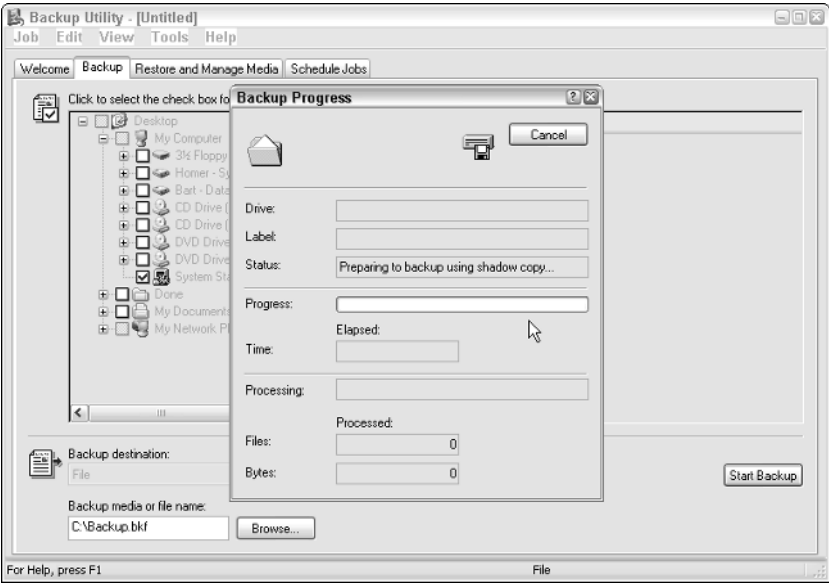 Backup Utility - [Untitled]
Job Edit View Tools Help
Welcome Backup Restore and Manage Media Schedule Jobs
Click to select the check box fo
Desktop
My Computer
3½ Floppy
Homer - Sy
Bart - Data
CD Drive (
CD Drive (
DVD Drive
DVD Drive
System Sta
Done
My Documents
My Network Pl
Backup Progress
Cancel
Drive:
Label:
Status: Preparing to backup using shadow copy...
Progress:
Elapsed:
Time:
Processing:
Processed:
Files: 0
Bytes: 0
Backup destination:
File
Start Backup
Backup media or file name:
C:\Backup.bkf Browse...
For Help, press F1 File